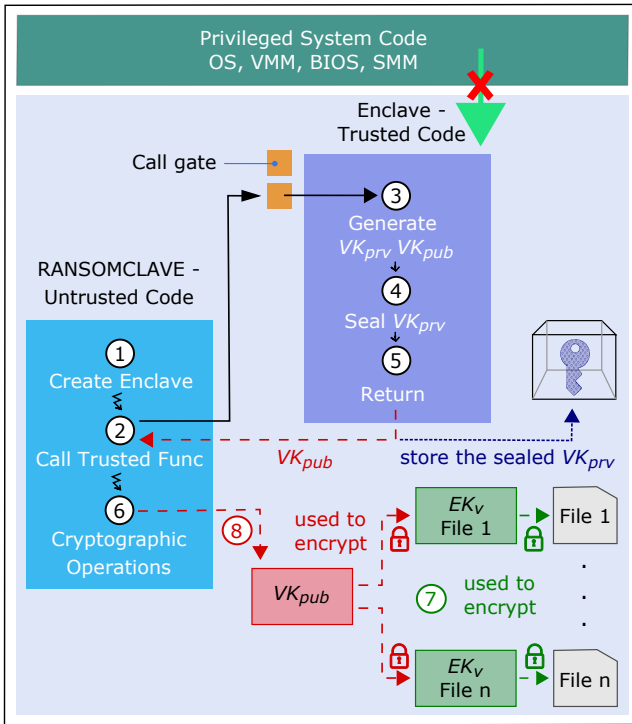 Privileged System Code
OS, VMM, BIOS, SMM
Enclave -
Trusted Code
Call gate
3
Generate
VKprv VKpub
4
Seal VKprv
5
Return
RANSOMCLAVE -
Untrusted Code
1
Create Enclave
2
Call Trusted Func
6
Cryptographic
Operations
VKpub
store the sealed VKprv
8
used to
encrypt
VKpub
EKv
File 1
File 1
7
used to
encrypt
EKv
File n
File n